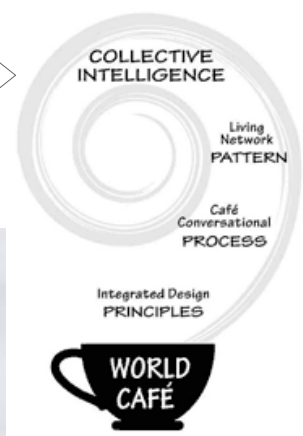 COLLECTIVE
INTELLIGENCE
Living
Network
PATTERN
Café
Conversational
PROCESS
Integrated Design
PRINCIPLES
WORLD
CAFÉ